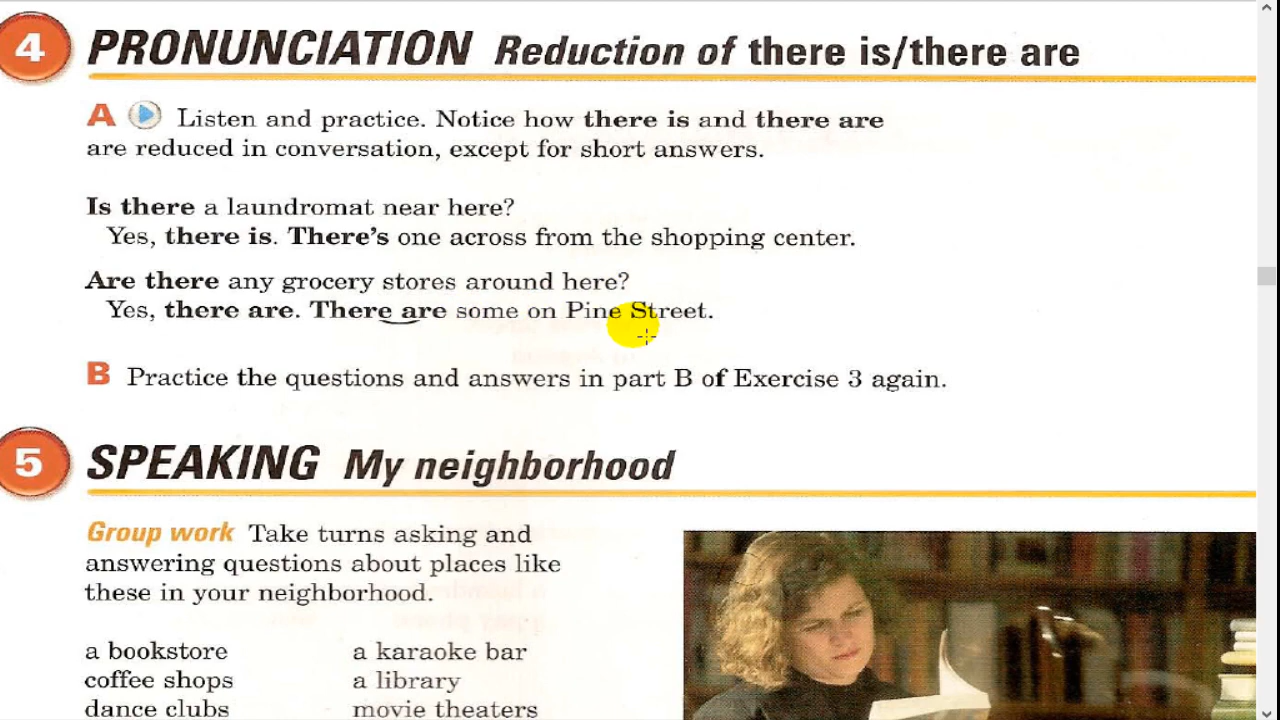 4 PRONUNCIATION Reduction of there is/there are
A Listen and practice. Notice how there is and there are
are reduced in conversation, except for short answers.
Is there a laundromat near here?
Yes, there is. There's one across from the shopping center.
Are there any grocery stores around here?
Yes, there are. There are some on Pine Street.
B Practice the questions and answers in part B of Exercise 3 again.
5 SPEAKING My neighborhood
Group work Take turns asking and
answering questions about places like
these in your neighborhood.
a bookstore a karaoke bar
coffee shops a library
dance clubs movie theaters